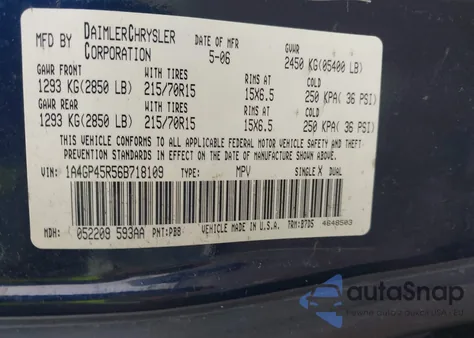 MFD BY DAIMLERCHRYSLER CORPORATION DATE OF MFR 5-06 GVWR 2450 KG(05400 LB)
GAWR FRONT WITH TIRES RIMS AT COLD
1293 KG(2850 LB) 215/70R15 15X6.5 250 KPA( 36 PSI)
GAWR REAR WITH TIRES RIMS AT COLD
1293 KG(2850 LB) 215/70R15 15X6.5 250 KPA( 36 PSI)
THIS VEHICLE CONFORMS TO ALL APPLICABLE FEDERAL MOTOR VEHICLE SAFETY, BUMPER, AND THEFT
PREVENTION STANDARDS IN EFFECT ON THE DATE OF MANUFACTURE SHOWN ABOVE.
VIN: 1A4GP45R56B718109 TYPE: MPV SINGLE X DUAL
MDH: 052209 593AA PNT:PBB VEHICLE MADE IN U.S.A. TRM:B7D5 4648503
autoSnap